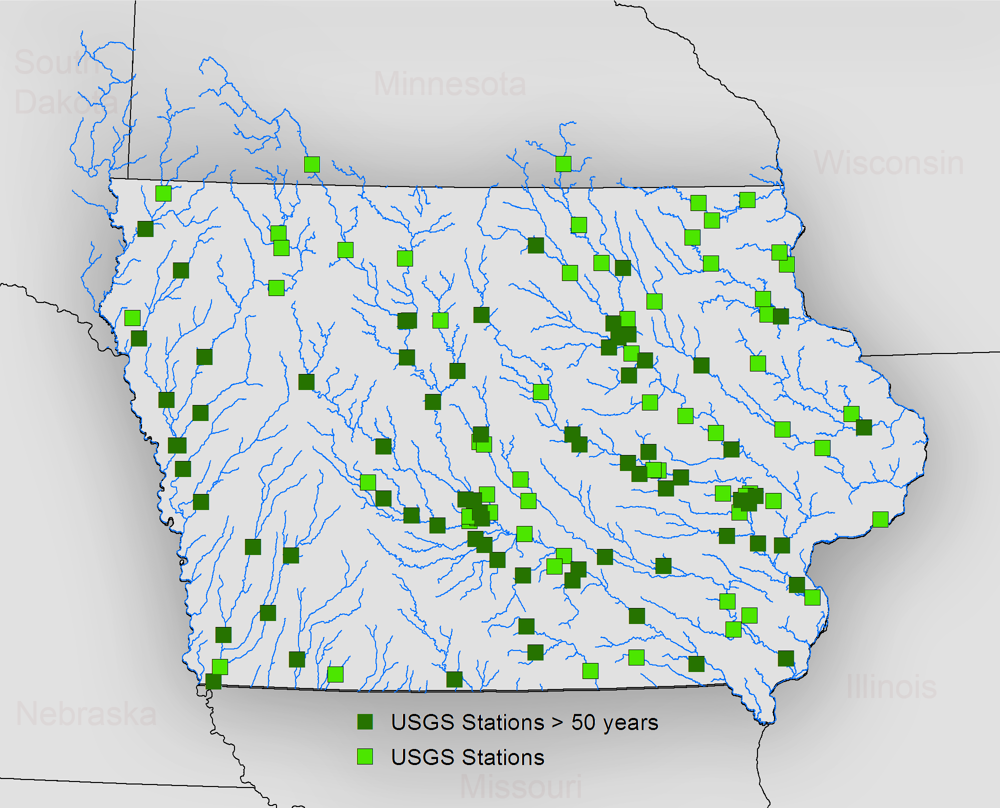 South
Dakota
Minnesota
Wisconsin
Illinois
Nebraska
USGS Stations > 50 years
USGS Stations
Missouri